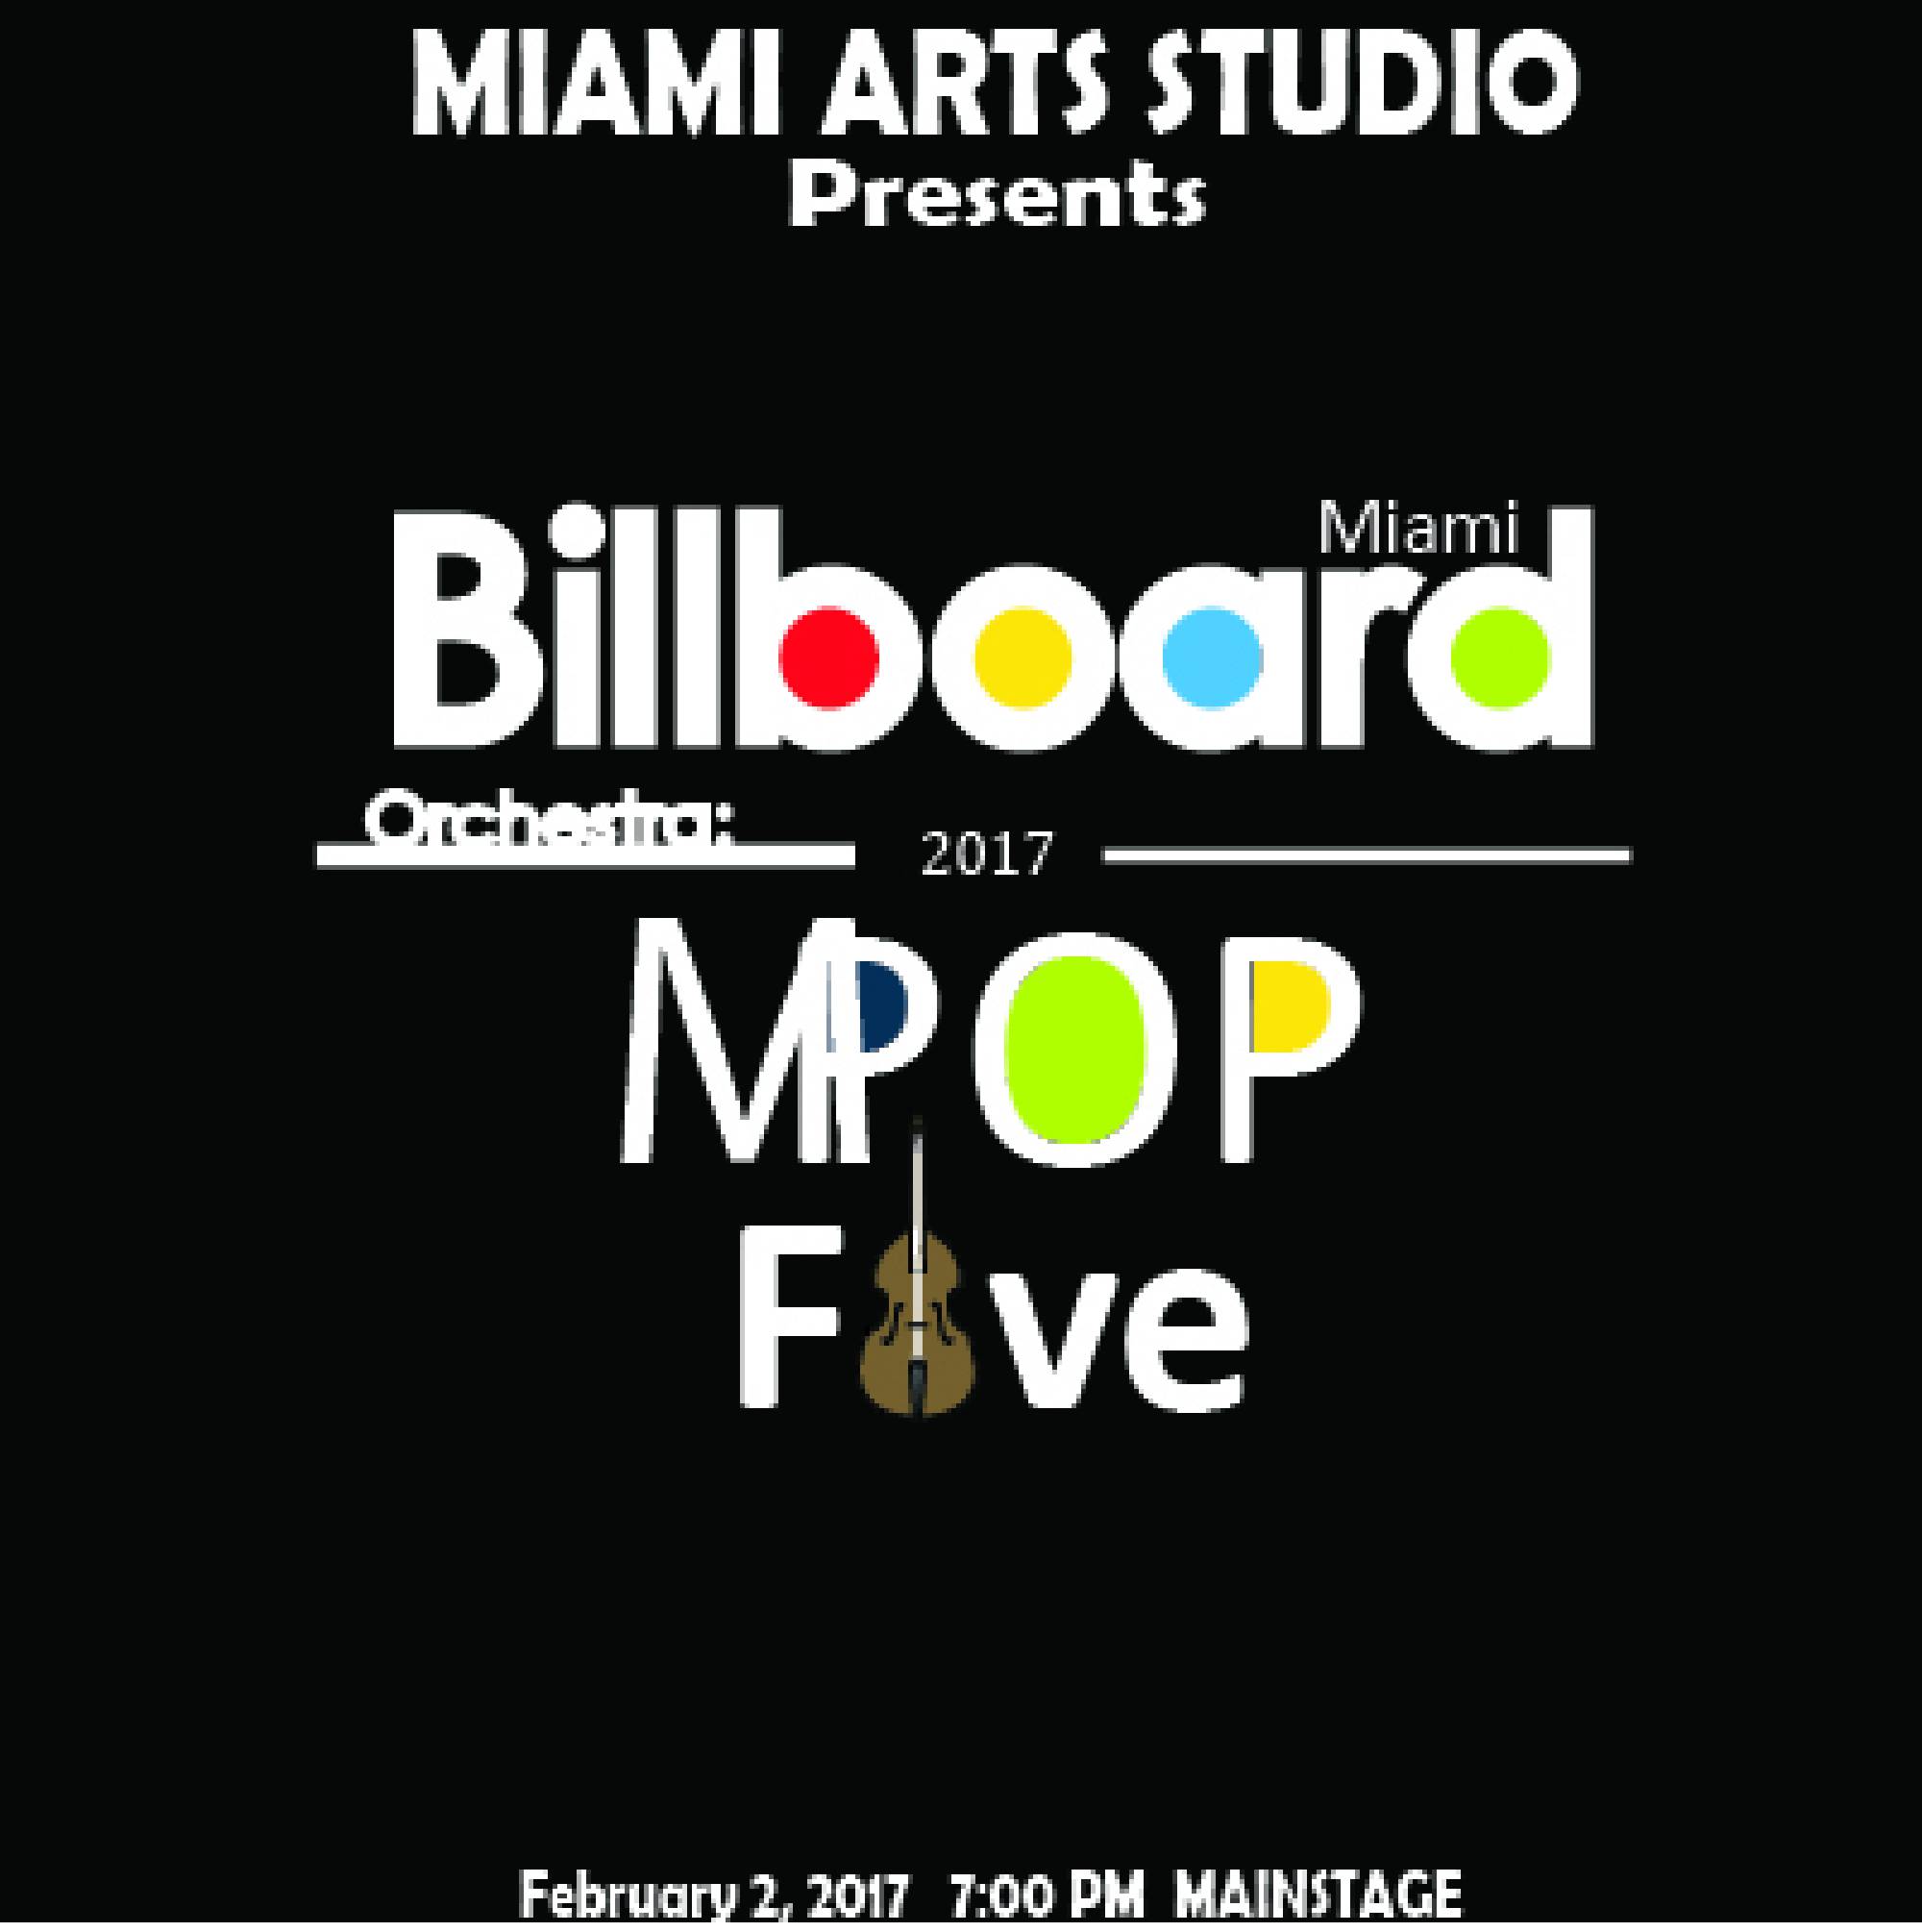 MIAMI ARTS STUDIO
Presents
Miami
Billboard
Orchestra:
2017
MPOP
Five
February 2, 2017 7:00 PM MAINSTAGE